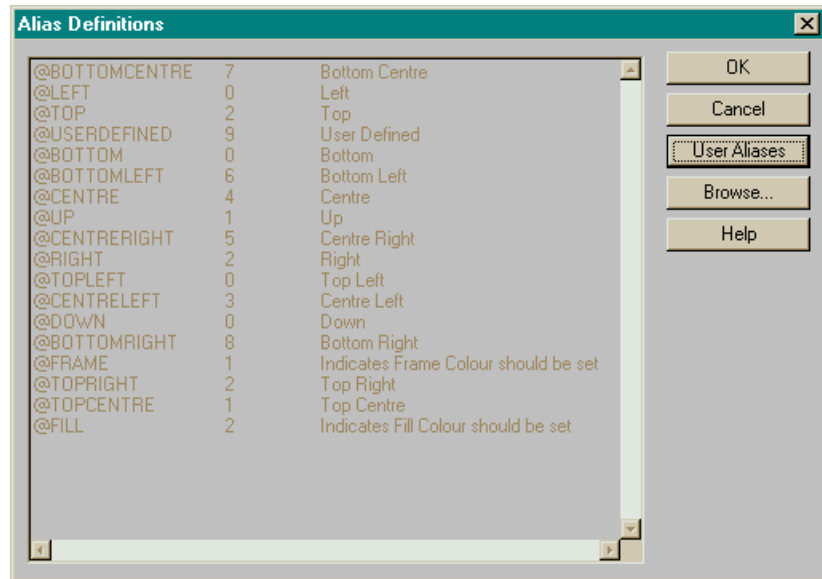 Alias Definitions
@BOTTOMCENTRE 7 Bottom Centre
@LEFT 0 Left
@TOP 2 Top
@USERDEFINED 9 User Defined
@BOTTOM 0 Bottom
@BOTTOMLEFT 6 Bottom Left
@CENTRE 4 Centre
@UP 1 Up
@CENTRERIGHT 5 Centre Right
@RIGHT 2 Right
@TOPLEFT 0 Top Left
@CENTRELEFT 3 Centre Left
@DOWN 0 Down
@BOTTOMRIGHT 8 Bottom Right
@FRAME 1 Indicates Frame Colour should be set
@TOPRIGHT 2 Top Right
@TOPCENTRE 1 Top Centre
@FILL 2 Indicates Fill Colour should be set
OK
Cancel
User Aliases
Browse...
Help